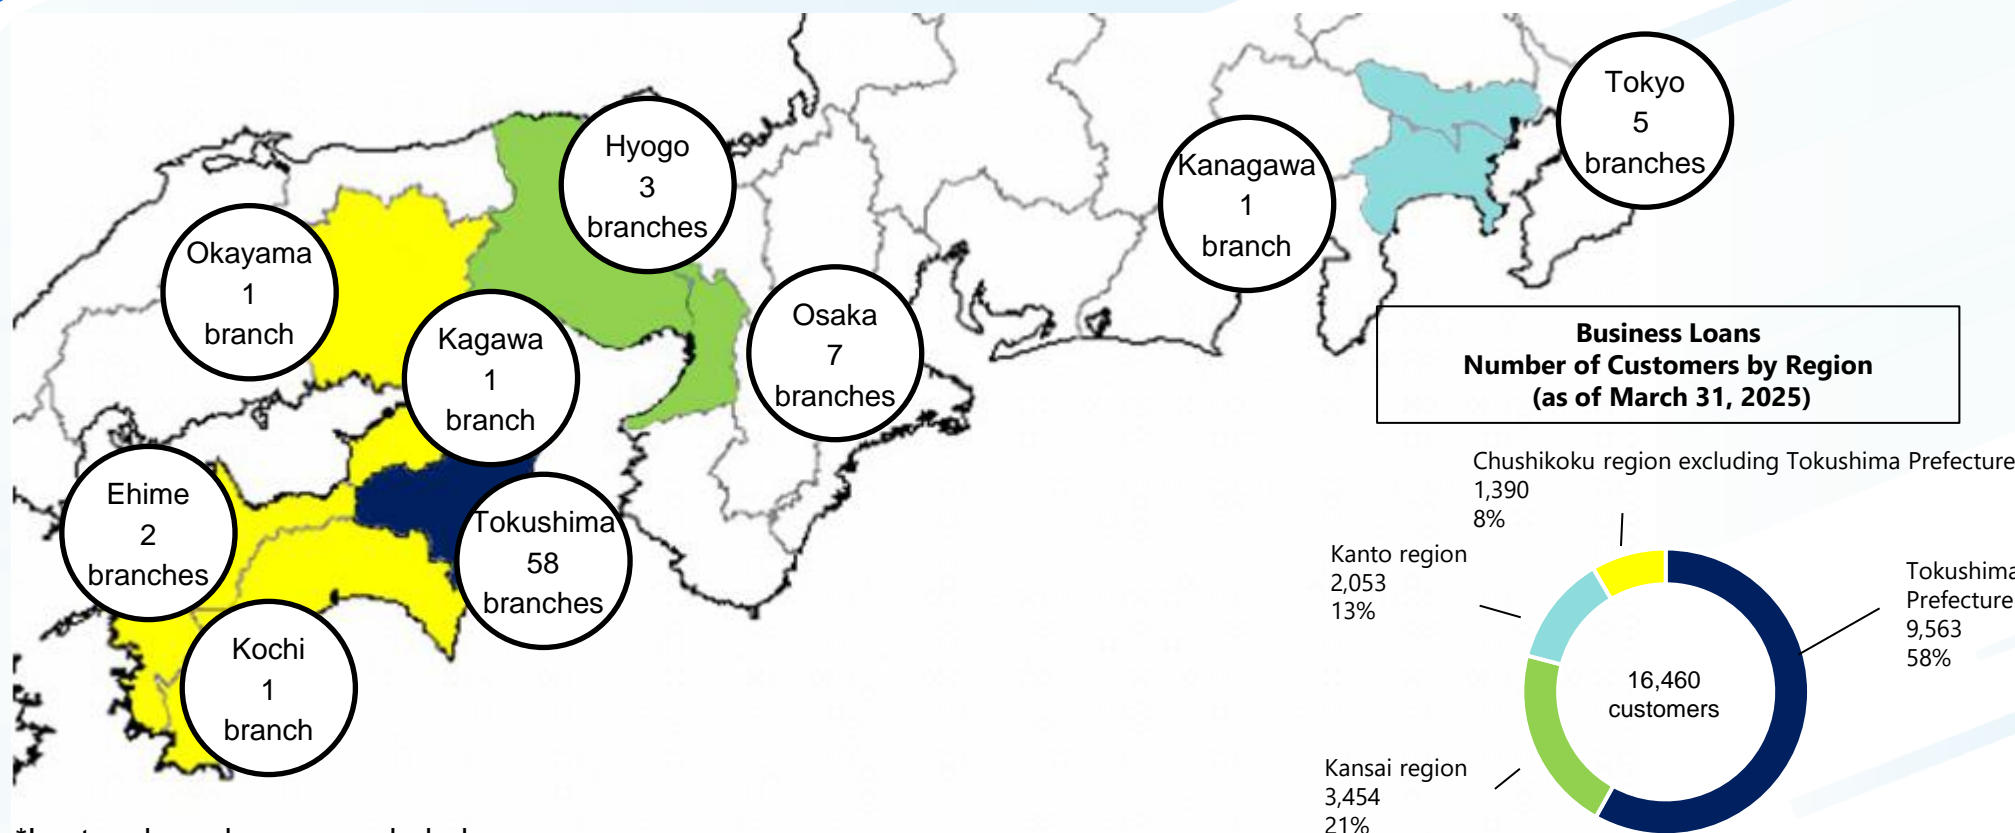 Tokyo
5
branches
Hyogo
3
branches
Kanagawa
1
branch
Okayama
1
branch
Kagawa
1
branch
Osaka
7
branches
Ehime
2
branches
Tokushima
58
branches
Kochi
1
branch
Business Loans
Number of Customers by Region
(as of March 31, 2025)
Chushikoku region excluding Tokushima Prefecture
1,390
8%
Kanto region
2,053
13%
Tokushima
Prefecture
9,563
58%
16,460
customers
Kansai region
3,454
21%